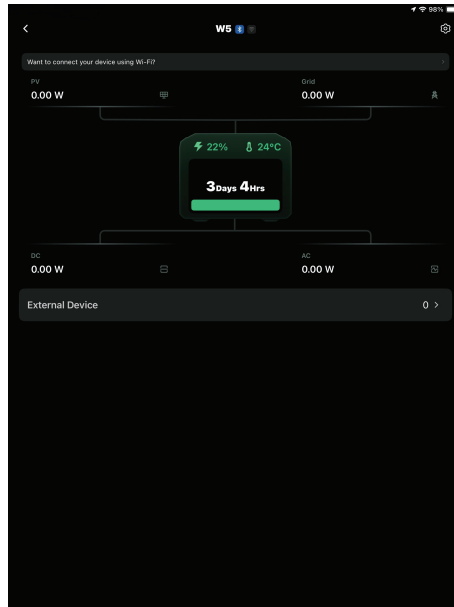 98%
W5
Want to connect your device using Wi-Fi?
PV
0.00 W
Grid
0.00 W
22% 24°C
3Days 4Hrs
DC
0.00 W
AC
0.00 W
External Device 0